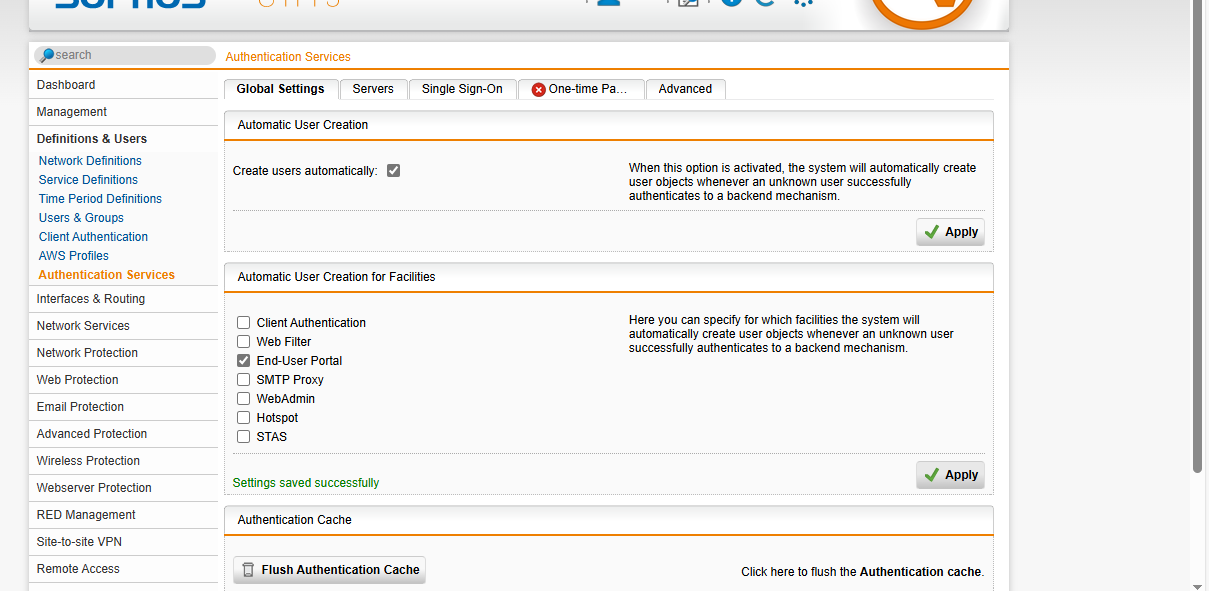 search
Authentication Services
Dashboard
Management
Definitions & Users
Network Definitions
Service Definitions
Time Period Definitions
Users & Groups
Client Authentication
AWS Profiles
Authentication Services
Interfaces & Routing
Network Services
Network Protection
Web Protection
Email Protection
Advanced Protection
Wireless Protection
Webserver Protection
RED Management
Site-to-site VPN
Remote Access
Global Settings
Servers
Single Sign-On
One-time Pa...
Advanced
Automatic User Creation
Create users automatically:
When this option is activated, the system will automatically create
user objects whenever an unknown user successfully
authenticates to a backend mechanism.
Apply
Automatic User Creation for Facilities
Client Authentication
Web Filter
End-User Portal
SMTP Proxy
WebAdmin
Hotspot
STAS
Here you can specify for which facilities the system will
automatically create user objects whenever an unknown user
successfully authenticates to a backend mechanism.
Settings saved successfully
Apply
Authentication Cache
Flush Authentication Cache
Click here to flush the Authentication cache.